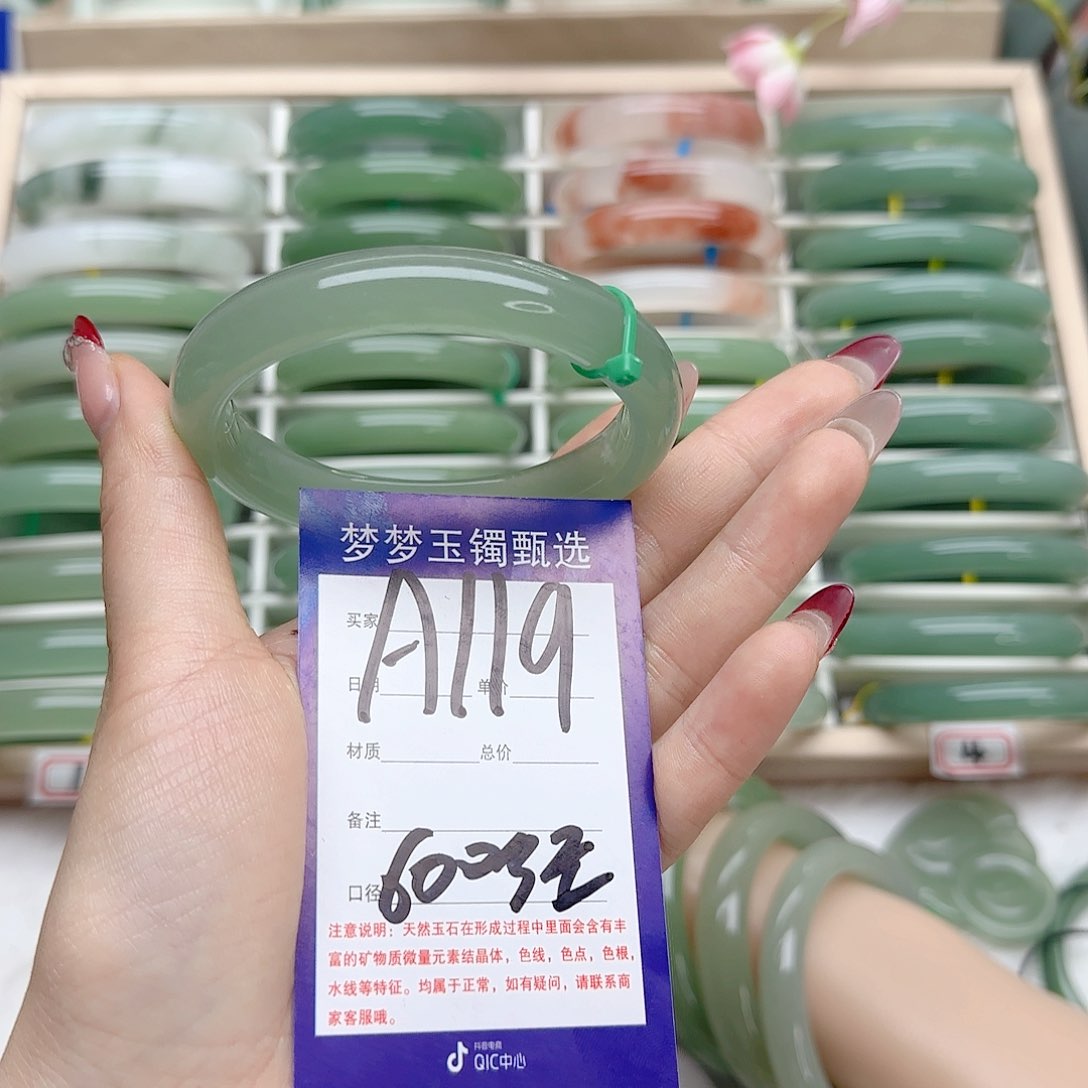 梦梦玉镯甄选
买家 A119
日期 单价
材质 总价
备注
口径 60
注意说明：天然玉石在形成过程中里面会含有丰
富的矿物质微量元素结晶体，色线，色点，色根，
水线等特征。均属于正常，如有疑问，请联系商
家客服哦。
抖音电商
QIC中心